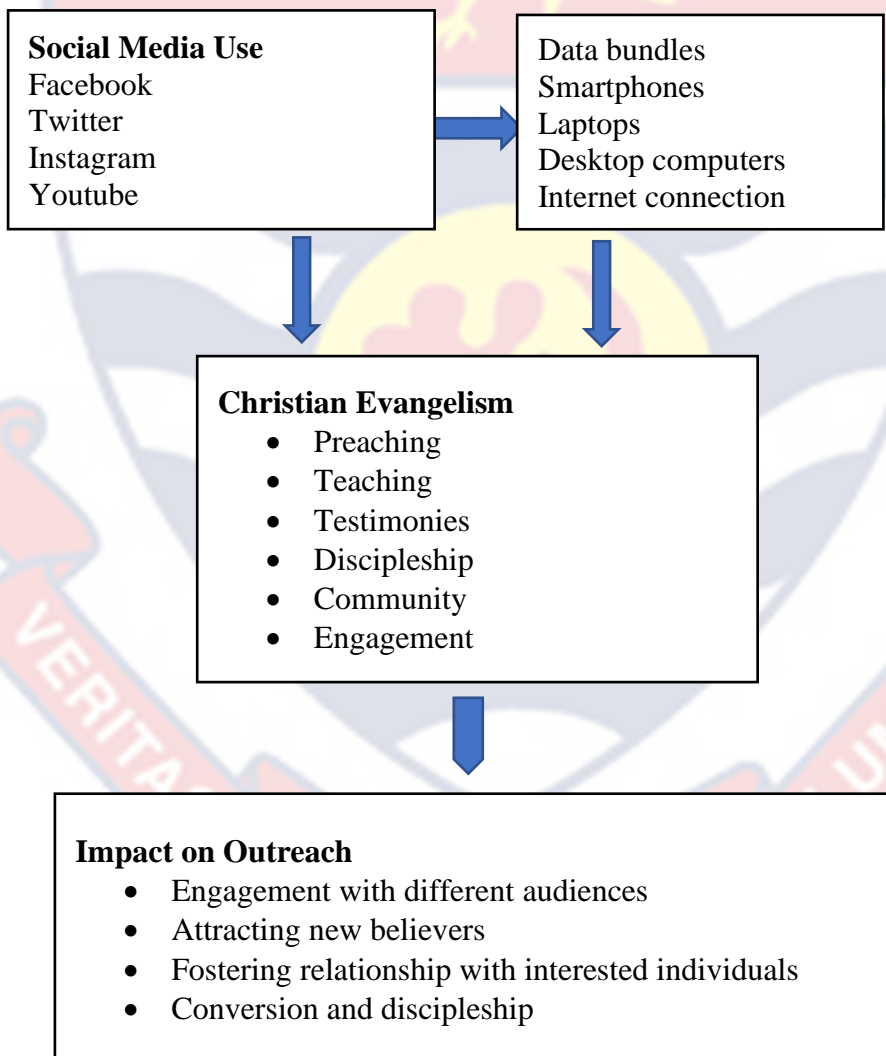 Social Media Use
Facebook
Twitter
Instagram
Youtube
Data bundles
Smartphones
Laptops
Desktop computers
Internet connection
Christian Evangelism
• Preaching
• Teaching
• Testimonies
• Discipleship
• Community
• Engagement
Impact on Outreach
• Engagement with different audiences
• Attracting new believers
• Fostering relationship with interested individuals
• Conversion and discipleship
VERITAS